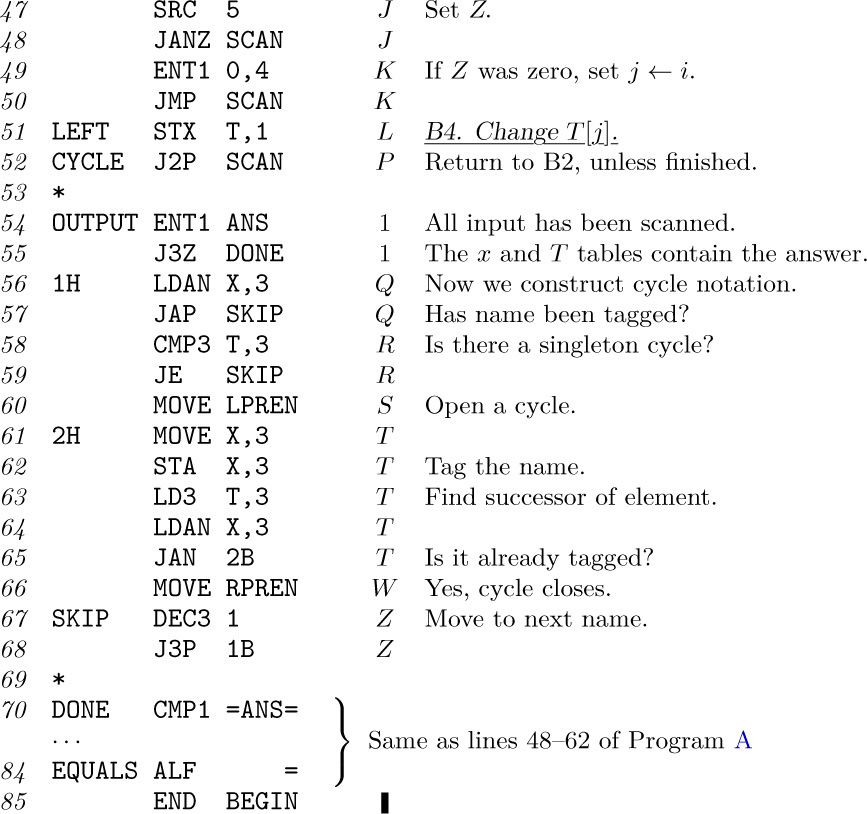 47 SRC 5 J Set Z.
48 JANZ SCAN J
49 ENT1 0,4 K If Z was zero, set j ← i.
50 JMP SCAN K
51 LEFT STX T,1 L B4. Change T[j].
52 CYCLE J2P SCAN P Return to B2, unless finished.
53 *
54 OUTPUT ENT1 ANS 1 All input has been scanned.
55 J3Z DONE 1 The x and T tables contain the answer.
56 1H LDAN X,3 Q Now we construct cycle notation.
57 JAP SKIP Q Has name been tagged?
58 CMP3 T,3 R Is there a singleton cycle?
59 JE SKIP R
60 MOVE LPREN S Open a cycle.
61 2H MOVE X,3 T
62 STA X,3 T Tag the name.
63 LD3 T,3 T Find successor of element.
64 LDAN X,3 T
65 JAN 2B T Is it already tagged?
66 MOVE RPREN W Yes, cycle closes.
67 SKIP DEC3 1 Z Move to next name.
68 J3P 1B Z
69 *
70 DONE CMP1 =ANS=
... Same as lines 48–62 of Program A
84 EQUALS ALF =
85 END BEGIN